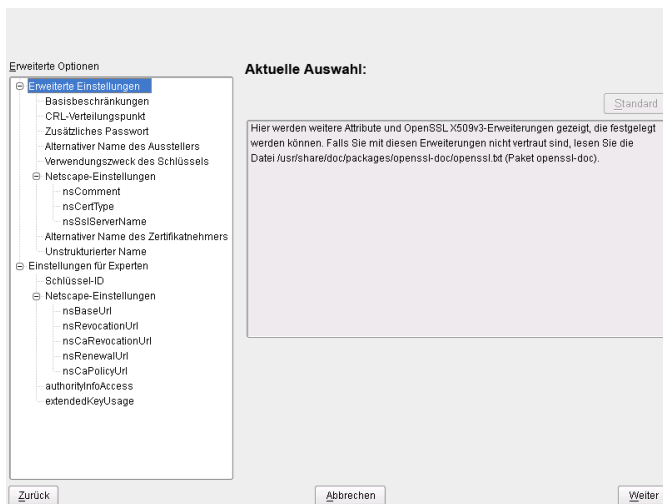 Erweiterte Optionen
Erweiterte Einstellungen
Basisbeschränkungen
CRL-Verteilungspunkt
Zusätzliches Passwort
Alternativer Name des Ausstellers
Verwendungszweck des Schlüssels
Netscape-Einstellungen
nsComment
nsCertType
nsSslServerName
Alternativer Name des Zertifikatnehmers
Unstrukturierter Name
Einstellungen für Experten
Schlüssel-ID
Netscape-Einstellungen
nsBaseUrl
nsRevocationUrl
nsCaRevocationUrl
nsRenewalUrl
nsCaPolicyUrl
authorityInfoAccess
extendedKeyUsage
Aktuelle Auswahl:
Standard
Hier werden weitere Attribute und OpenSSL X509v3-Erweiterungen gezeigt, die festgelegt
werden können. Falls Sie mit diesen Erweiterungen nicht vertraut sind, lesen Sie die
Datei /usr/share/doc/packages/openssl-doc/openssl.txt (Paket openssl-doc).
Zurück
Abbrechen
Weiter